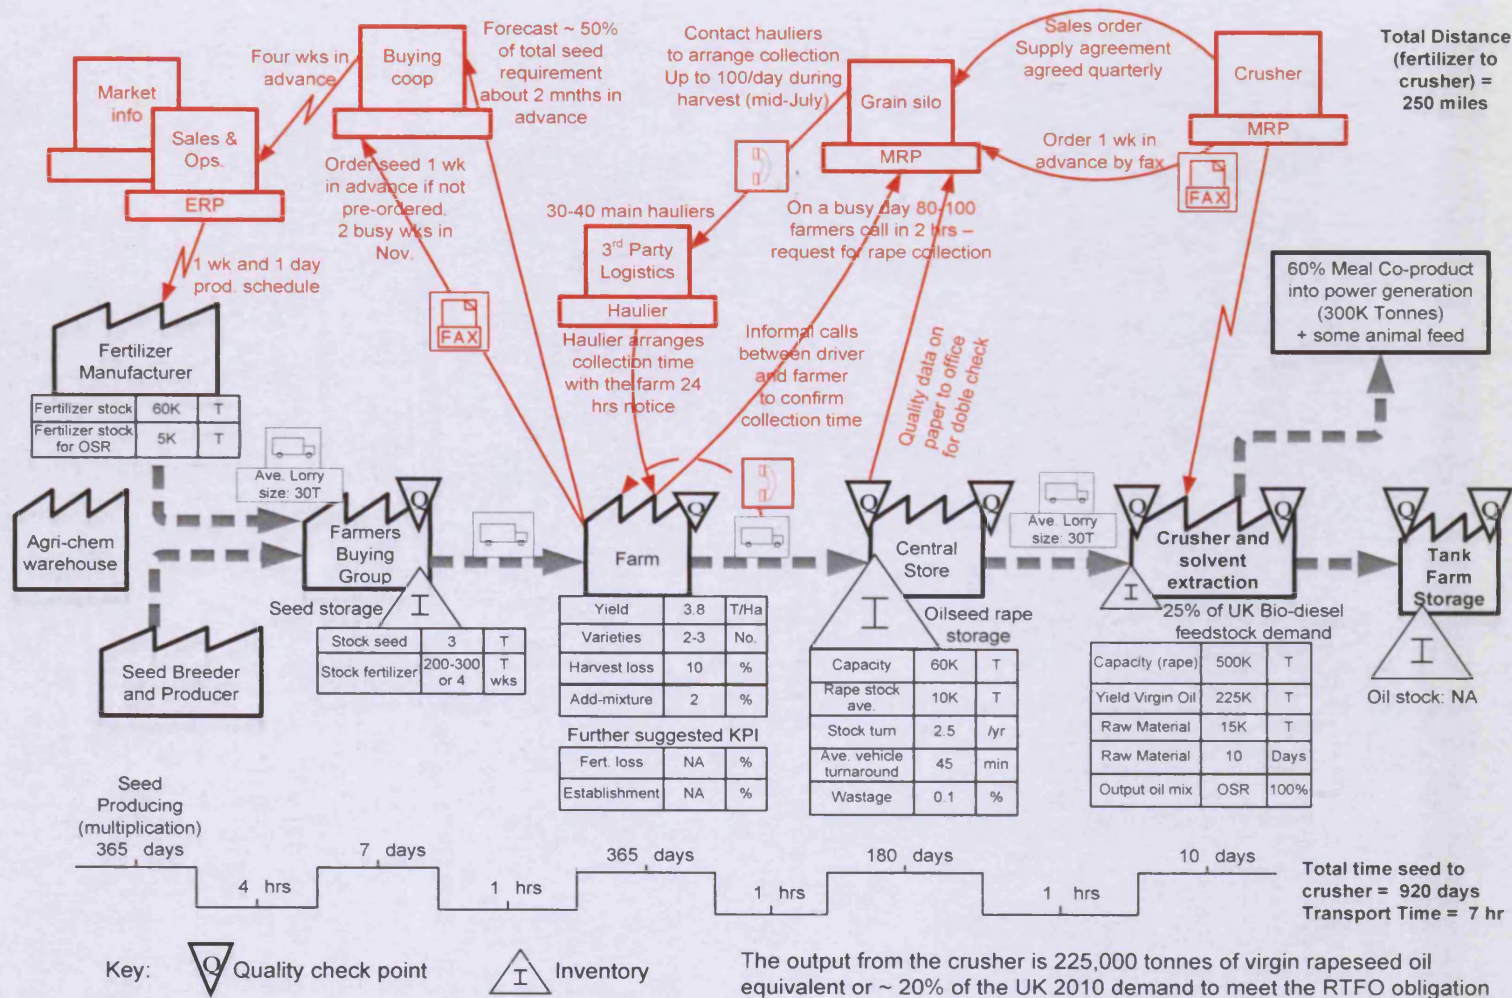 Market
info
Sales &
Ops.
ERP
Four wks in
advance
Buying
coop
Forecast ~ 50%
of total seed
requirement
about 2 mnths in
advance
Contact hauliers
to arrange collection
Up to 100/day during
harvest (mid-July)
Grain silo
MRP
Sales order
Supply agreement
agreed quarterly
Crusher
MRP
Total Distance
(fertilizer to
crusher) =
250 miles
Order 1 wk in
advance by fax
FAX
Order seed 1 wk
in advance if not
pre-ordered.
2 busy wks in
Nov.
1 wk and 1 day
prod. schedule
FAX
30-40 main hauliers
3rd Party
Logistics
Haulier
Haulier arranges
collection time
with the farm 24
hrs notice
On a busy day 80-100
farmers call in 2 hrs –
request for rape collection
Informal calls
between driver
and farmer
to confirm
collection time
Quality data on
paper to office
for doble check
60% Meal Co-product
into power generation
(300K Tonnes)
+ some animal feed
Fertilizer
Manufacturer
Fertilizer stock 60K T
Fertilizer stock
for OSR 5K T
Ave. Lorry
size: 30T
Agri-chem
warehouse
Seed Breeder
and Producer
Q
Farmers
Buying
Group
I
Seed storage
Stock seed 3 T
Stock fertilizer 200-300
or 4 T
wks
Q
Farm
Yield 3.8 T/Ha
Varieties 2-3 No.
Harvest loss 10 %
Add-mixture 2 %
Further suggested KPI
Fert. loss NA %
Establishment NA %
Q
Central
Store
I
Oilseed rape
storage
Capacity 60K T
Rape stock
ave. 10K T
Stock turn 2.5 /yr
Ave. vehicle
turnaround 45 min
Wastage 0.1 %
Ave. Lorry
size: 30T
Q
Q
Crusher and
solvent
extraction
I
25% of UK Bio-diesel
feedstock demand
Capacity (rape) 500K T
Yield Virgin Oil 225K T
Raw Material 15K T
Raw Material 10 Days
Output oil mix OSR 100%
Q
Q
Tank
Farm
Storage
I
Oil stock: NA
Seed
Producing
(multiplication)
365 days
4 hrs
7 days
1 hrs
365 days
1 hrs
180 days
1 hrs
10 days
Total time seed to
crusher = 920 days
Transport Time = 7 hr
Key:
Q Quality check point
I Inventory
The output from the crusher is 225,000 tonnes of virgin rapeseed oil
equivalent or ~ 20% of the UK 2010 demand to meet the RTFO obligation